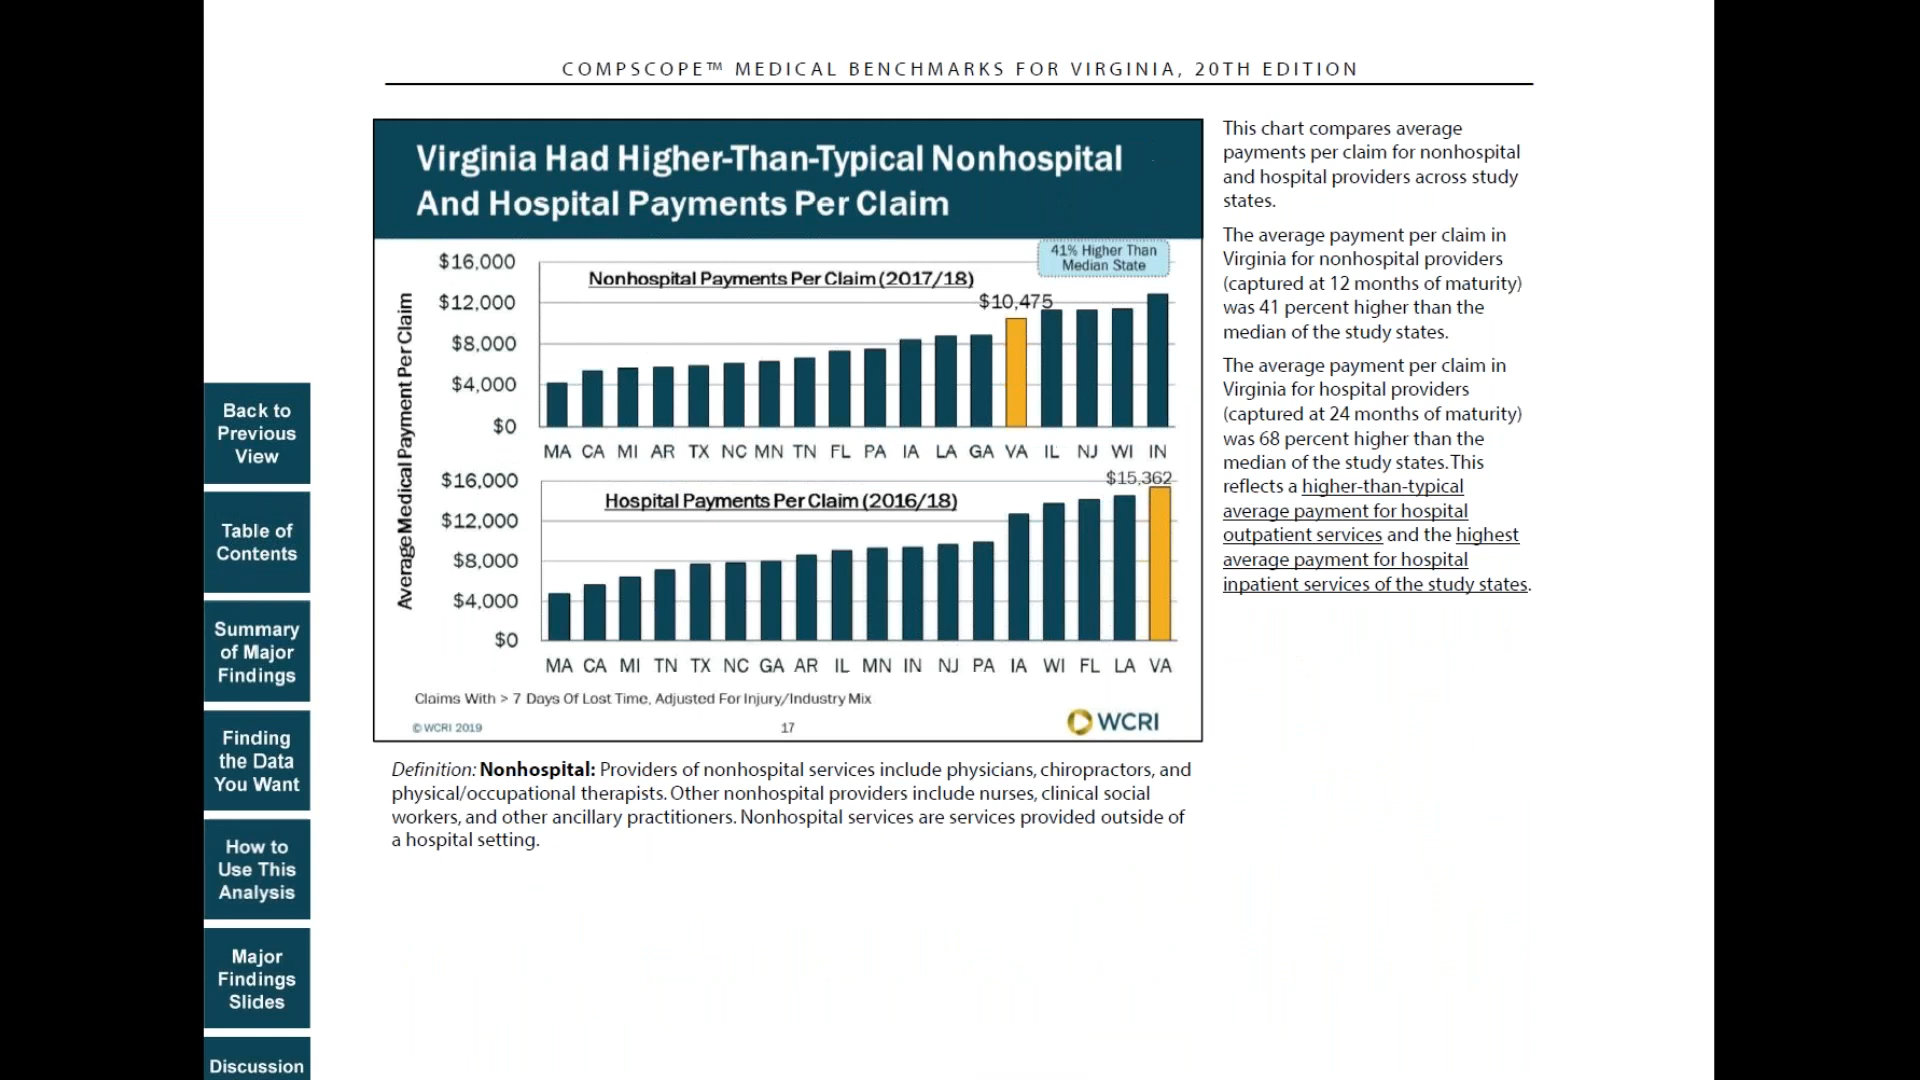 COMPSCOPE™ MEDICAL BENCHMARKS FOR VIRGINIA, 20TH EDITION
Virginia Had Higher-Than-Typical Nonhospital
And Hospital Payments Per Claim
41% Higher Than
Median State
Average Medical Payment Per Claim
Nonhospital Payments Per Claim (2017/18)
$16,000
$12,000
$8,000
$4,000
$0
$10,475
MA CA MI AR TX NC MN TN FL PA IA LA GA VA IL NJ WI IN
Hospital Payments Per Claim (2016/18)
$16,000
$12,000
$8,000
$4,000
$0
$15,362
MA CA MI TN TX NC GA AR IL MN IN NJ PA IA WI FL LA VA
Claims With > 7 Days Of Lost Time, Adjusted For Injury/Industry Mix
© WCRI 2019
17
WCRI
Definition: Nonhospital: Providers of nonhospital services include physicians, chiropractors, and
physical/occupational therapists. Other nonhospital providers include nurses, clinical social
workers, and other ancillary practitioners. Nonhospital services are services provided outside of
a hospital setting.
This chart compares average
payments per claim for nonhospital
and hospital providers across study
states.
The average payment per claim in
Virginia for nonhospital providers
(captured at 12 months of maturity)
was 41 percent higher than the
median of the study states.
The average payment per claim in
Virginia for hospital providers
(captured at 24 months of maturity)
was 68 percent higher than the
median of the study states. This
reflects a higher-than-typical
average payment for hospital
outpatient services and the highest
average payment for hospital
inpatient services of the study states.
Back to
Previous
View
Table of
Contents
Summary
of Major
Findings
Finding
the Data
You Want
How to
Use This
Analysis
Major
Findings
Slides
Discussion